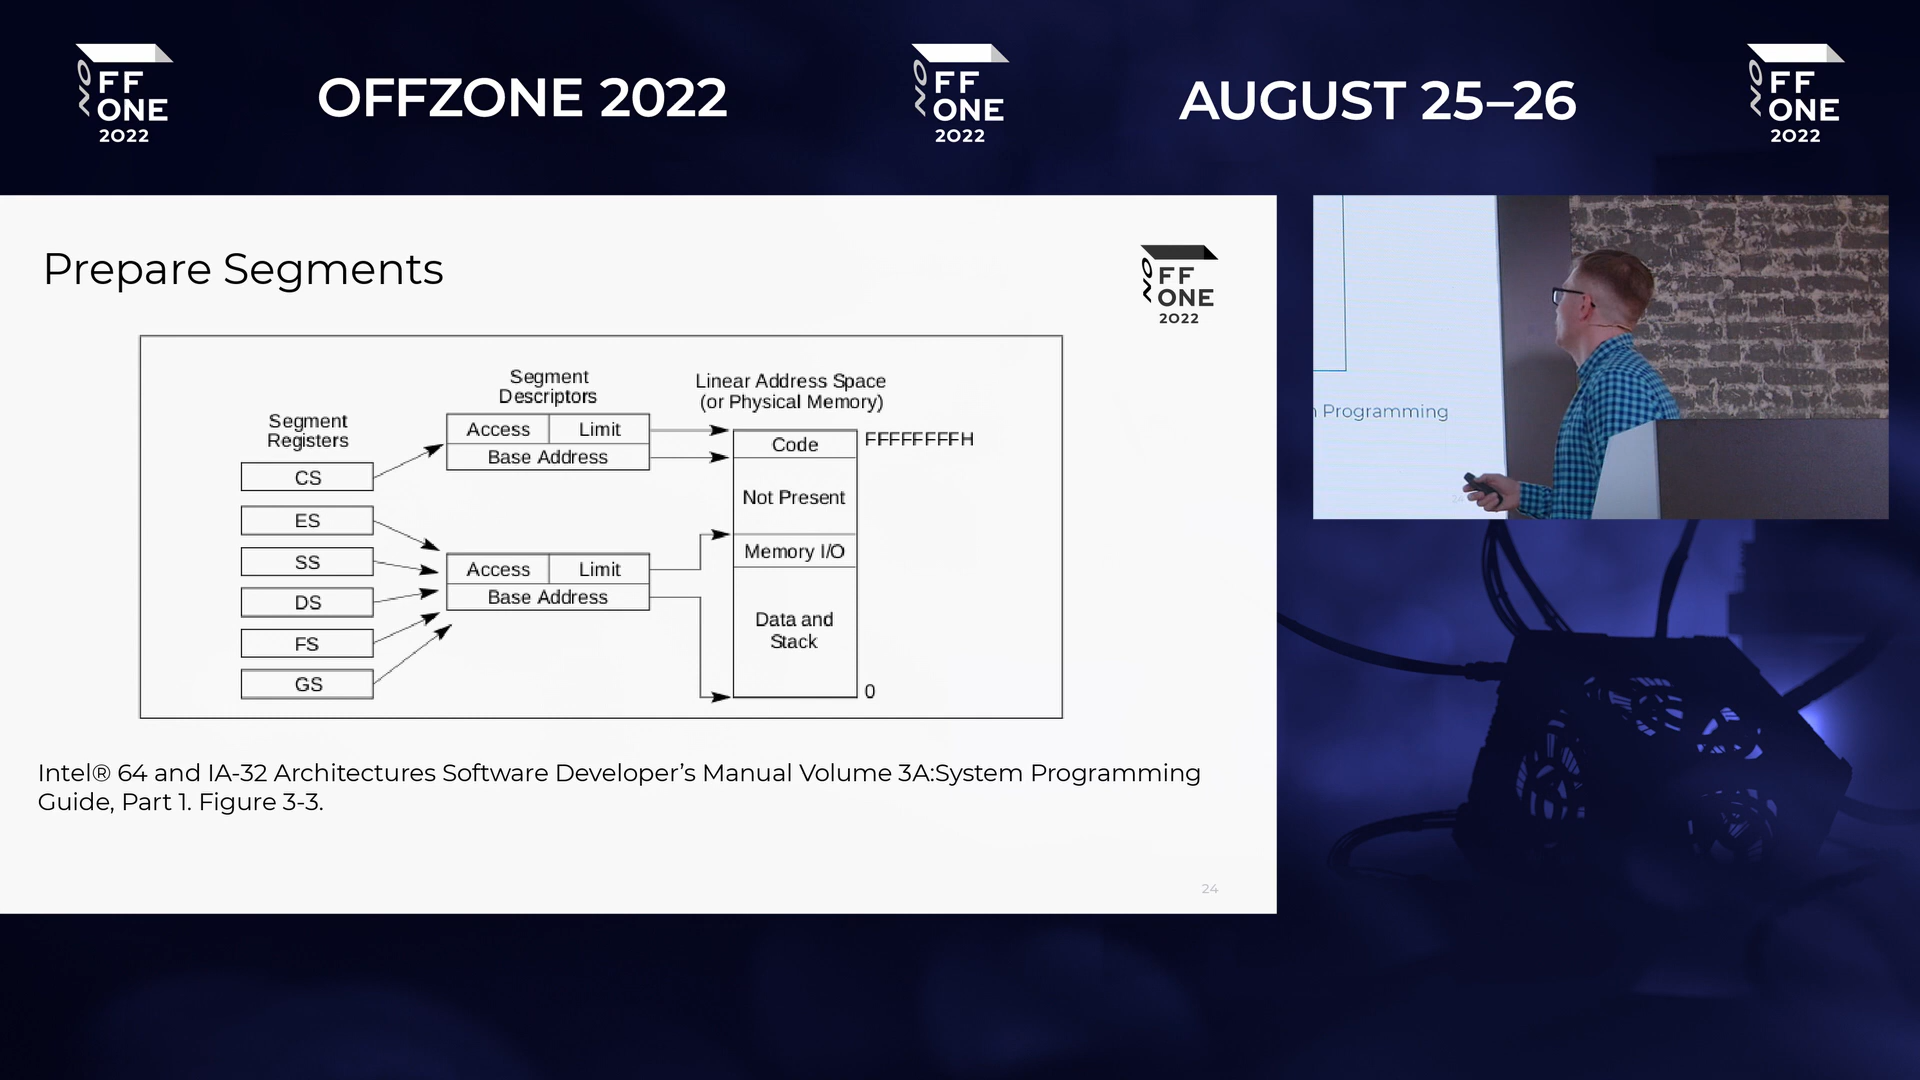 FF
ONE
2022
OFFZONE 2022
FF
ONE
2022
AUGUST 25–26
FF
ONE
2022
Prepare Segments
FF
ONE
2022
Segment
Descriptors
Linear Address Space
(or Physical Memory)
Segment
Registers
Access
Limit
Base Address
Code
FFFFFFFFH
CS
Not Present
ES
Memory I/O
SS
Access
Limit
Base Address
DS
Data and
Stack
FS
GS
0
Intel® 64 and IA-32 Architectures Software Developer’s Manual Volume 3A:System Programming
Guide, Part 1. Figure 3-3.
24
Programming
24